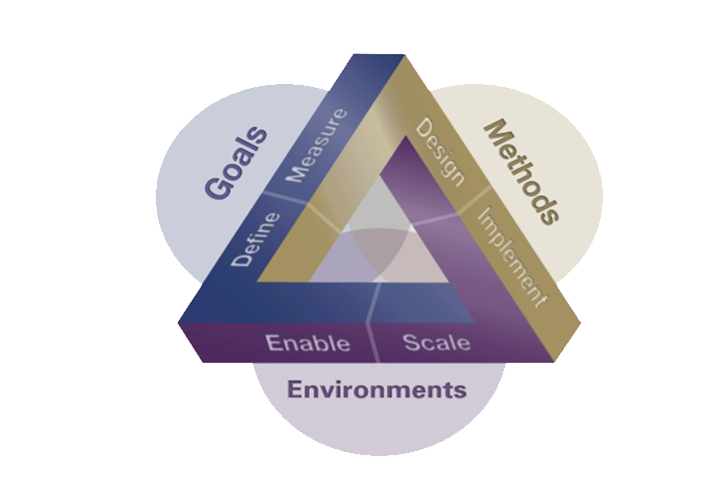 Goals
Measure
Define
Methods
Design
Implement
Enable
Scale
Environments